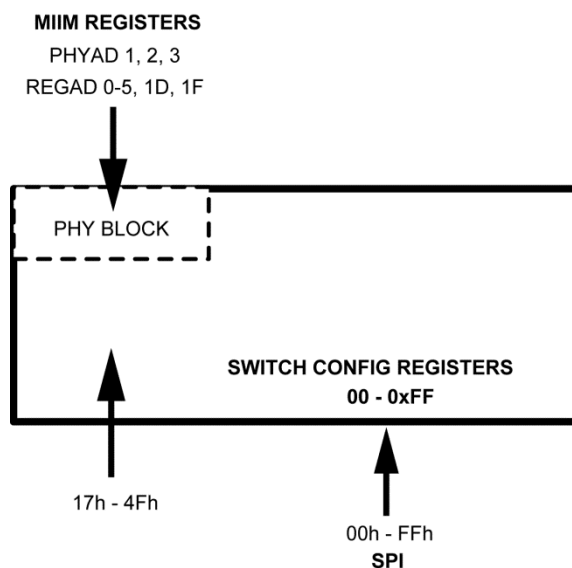 MIIM REGISTERS
PHYAD 1, 2, 3
REGAD 0-5, 1D, 1F
PHY BLOCK
SWITCH CONFIG REGISTERS
00 - 0xFF
17h - 4Fh
00h - FFh
SPI